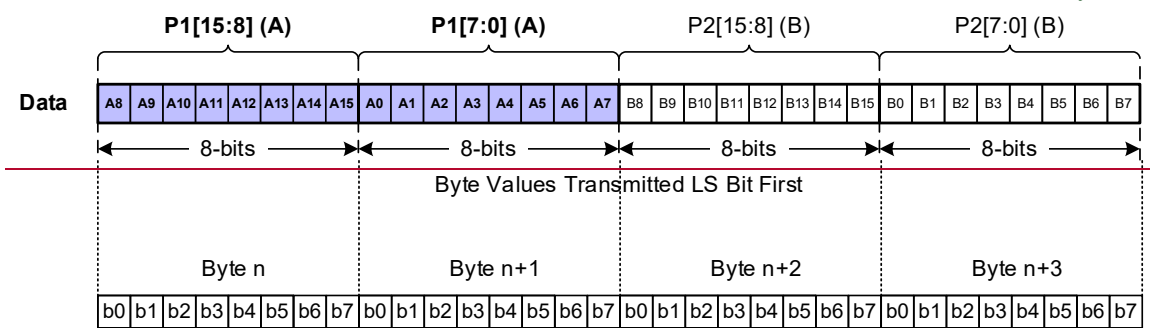 P1[15:8] (A) P1[7:0] (A) P2[15:8] (B) P2[7:0] (B)
Data A8 A9 A10 A11 A12 A13 A14 A15 A0 A1 A2 A3 A4 A5 A6 A7 B8 B9 B10 B11 B12 B13 B14 B15 B0 B1 B2 B3 B4 B5 B6 B7
8-bits 8-bits 8-bits 8-bits
Byte Values Transmitted LS Bit First
Byte n Byte n+1 Byte n+2 Byte n+3
b0 b1 b2 b3 b4 b5 b6 b7 b0 b1 b2 b3 b4 b5 b6 b7 b0 b1 b2 b3 b4 b5 b6 b7 b0 b1 b2 b3 b4 b5 b6 b7